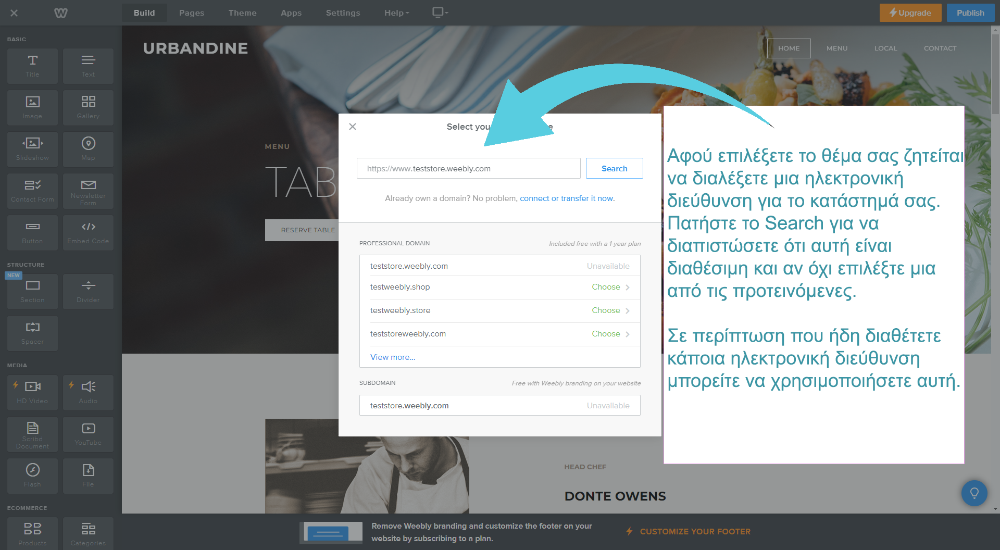 Build
Pages
Theme
Apps
Settings
Help
Upgrade
Publish
BASIC
Title
Text
Image
Gallery
Slideshow
Map
Contact Form
Newsletter
Form
Button
Embed Code
STRUCTURE
NEW
Section
Divider
Spacer
MEDIA
HD Video
Audio
Scribd
Document
YouTube
Flash
File
ECOMMERCE
Products
Categories
URBANDINE
HOME
MENU
LOCAL
CONTACT
MENU
TAB
RESERVE TABLE
Select you
https://www.teststore.weebly.com
Search
Already own a domain? No problem, connect or transfer it now.
PROFESSIONAL DOMAIN
Included free with a 1-year plan
teststore.weebly.com
Unavailable
testweebly.shop
Choose
testweebly.store
Choose
teststoreweebly.com
Choose
View more...
SUBDOMAIN
Free with Weebly branding on your website
teststore.weebly.com
Unavailable
Αφού επιλέξετε το θέμα σας ζητείται
να διαλέξετε μια ηλεκτρονική
διεύθυνση για το κατάστημά σας.
Πατήστε το Search για να
διαπιστώσετε ότι αυτή είναι
διαθέσιμη και αν όχι επιλέξτε μια
από τις προτεινόμενες.
Σε περίπτωση που ήδη διαθέτετε
κάποια ηλεκτρονική διεύθυνση
μπορείτε να χρησιμοποιήσετε αυτή.
HEAD CHEF
DONTE OWENS
Remove Weebly branding and customize the footer on your
website by subscribing to a plan.
CUSTOMIZE YOUR FOOTER